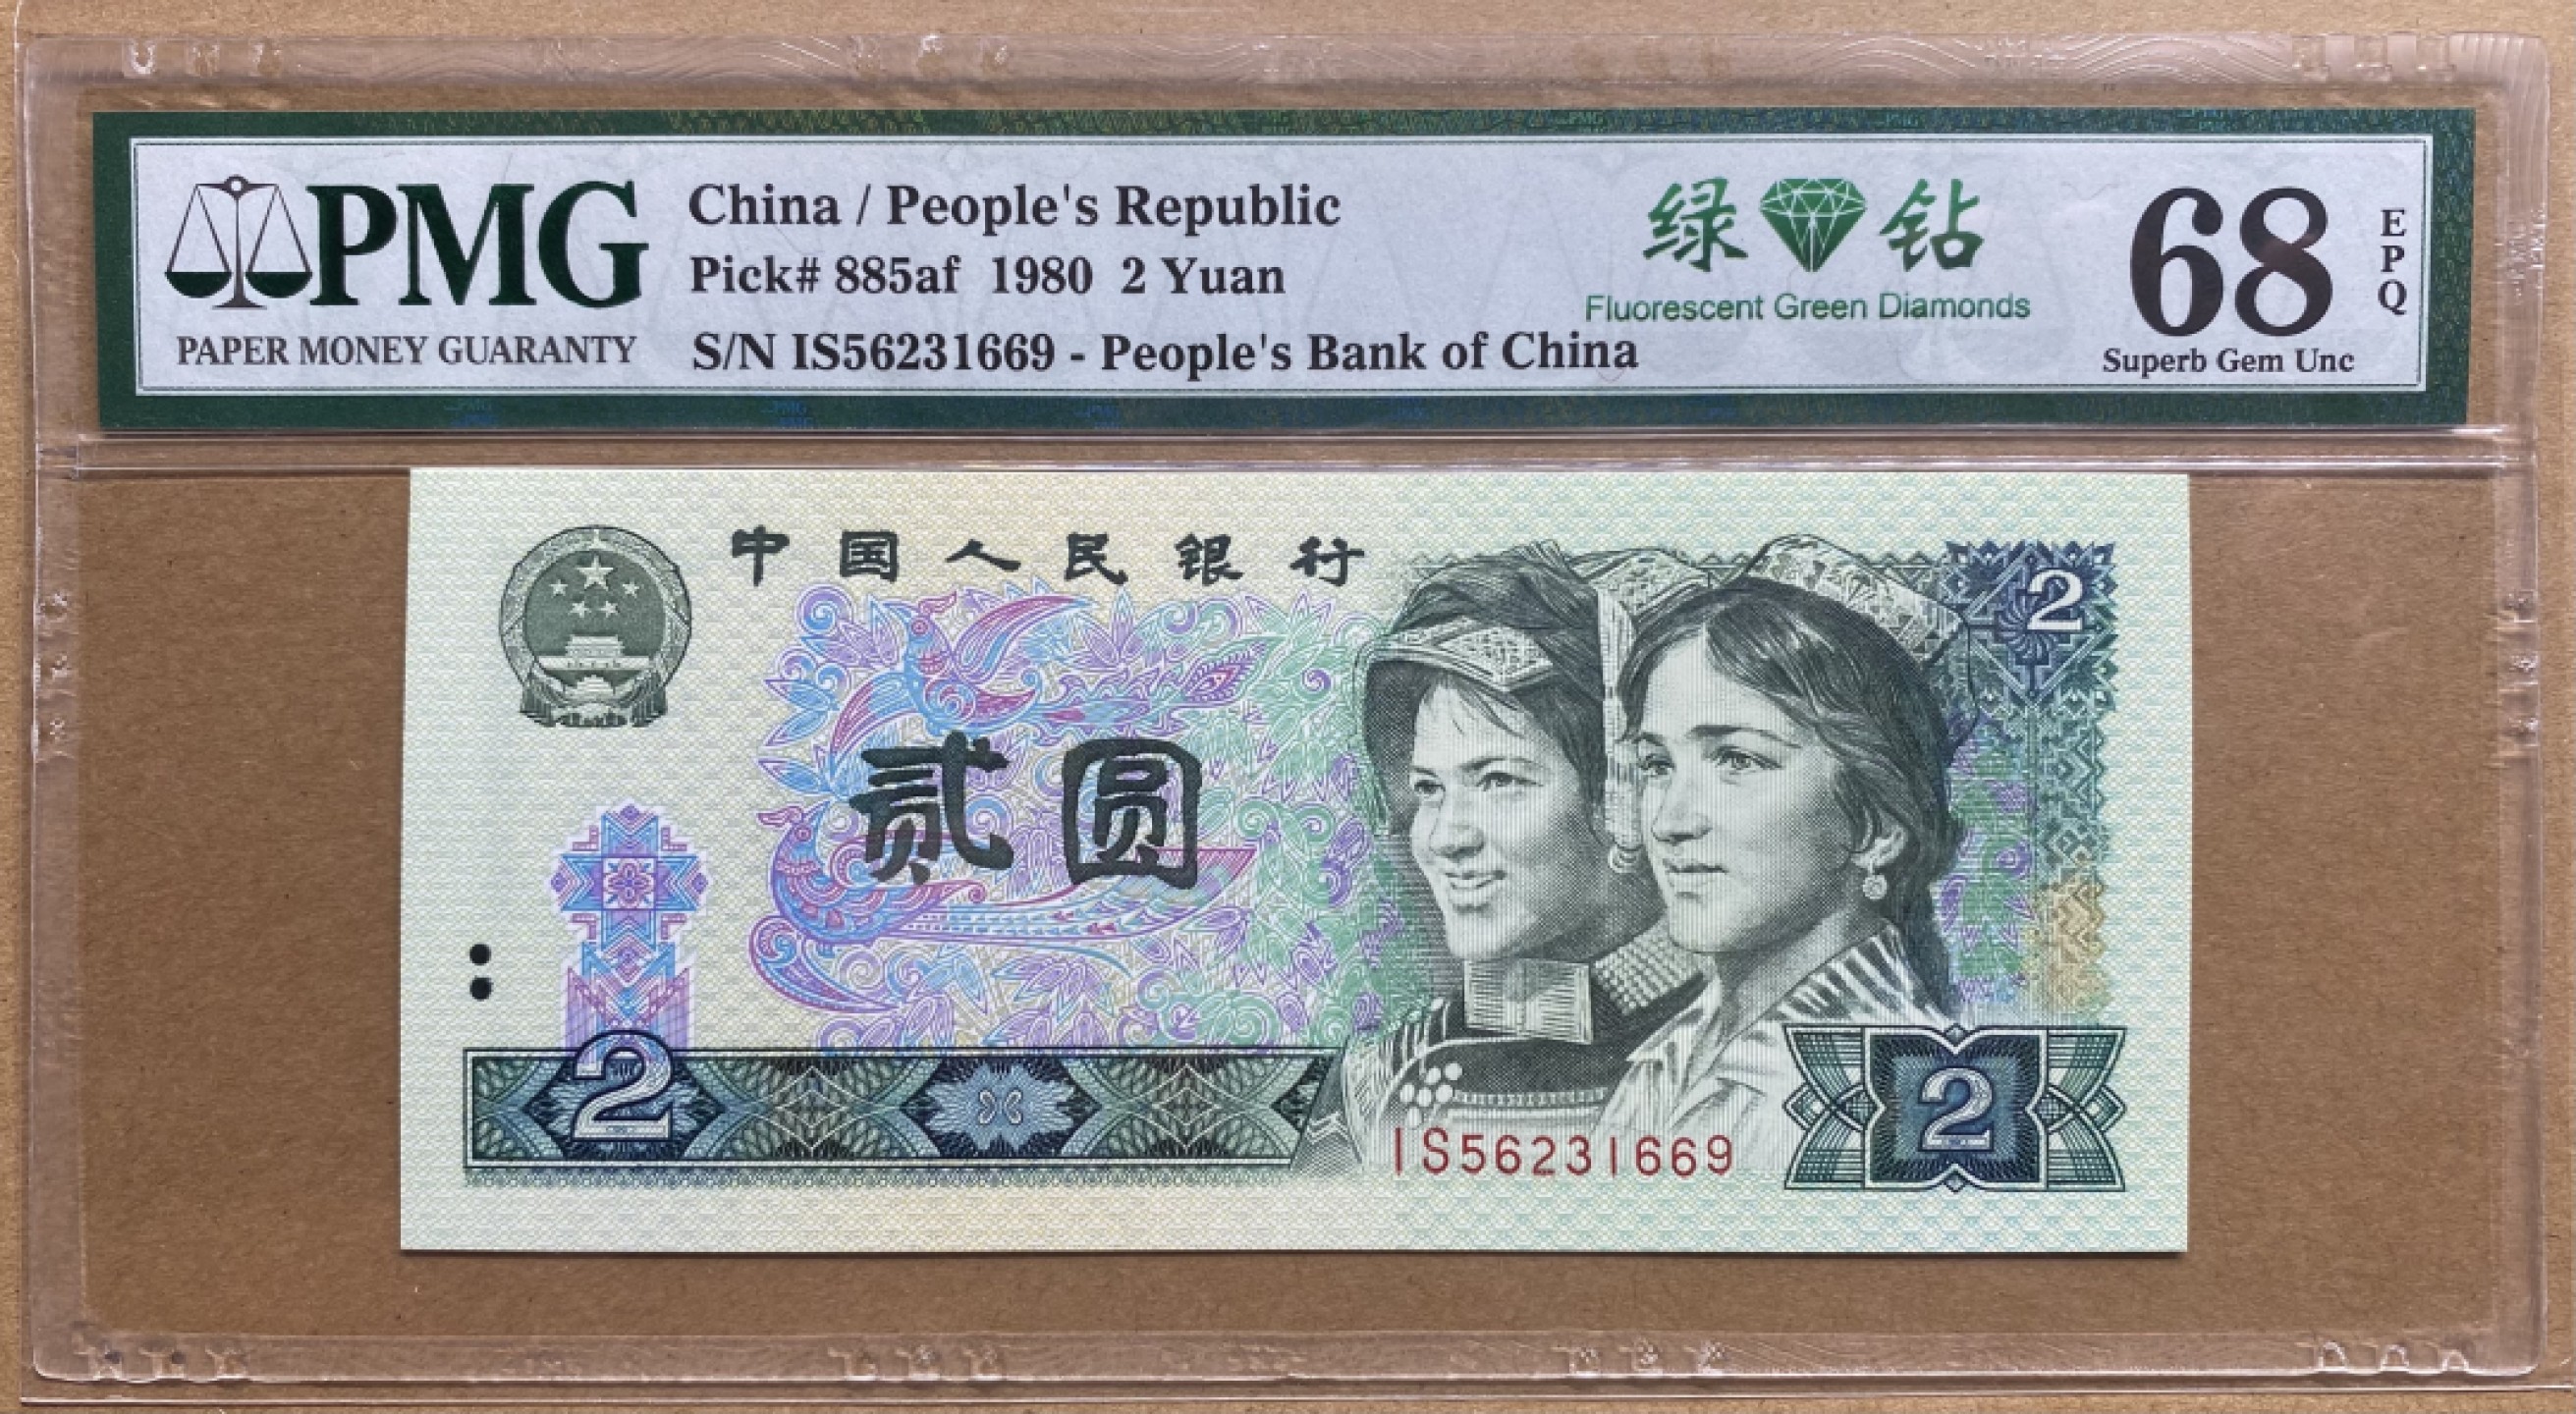 PMG
PAPER MONEY GUARANTY
China / People's Republic
Pick# 885af 1980 2 Yuan
S/N IS56231669 - People's Bank of China
绿 钻
Fluorescent Green Diamonds
68
EPQ
Superb Gem Unc
中国人民银行
2
贰圆
2
IS56231669
2